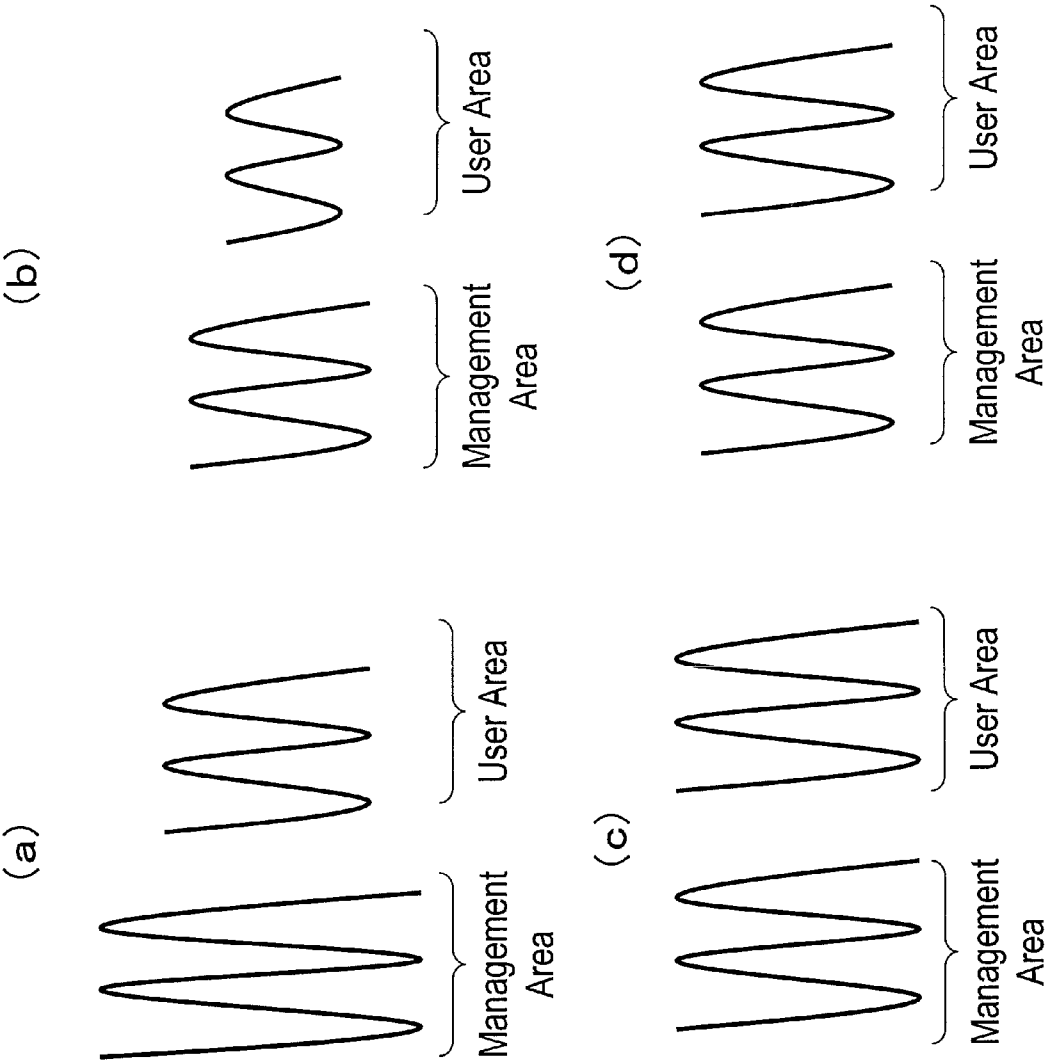 (a)
Management
Area
User Area
(b)
Management
Area
User Area
(c)
Management
Area
User Area
(d)
Management
Area
User Area